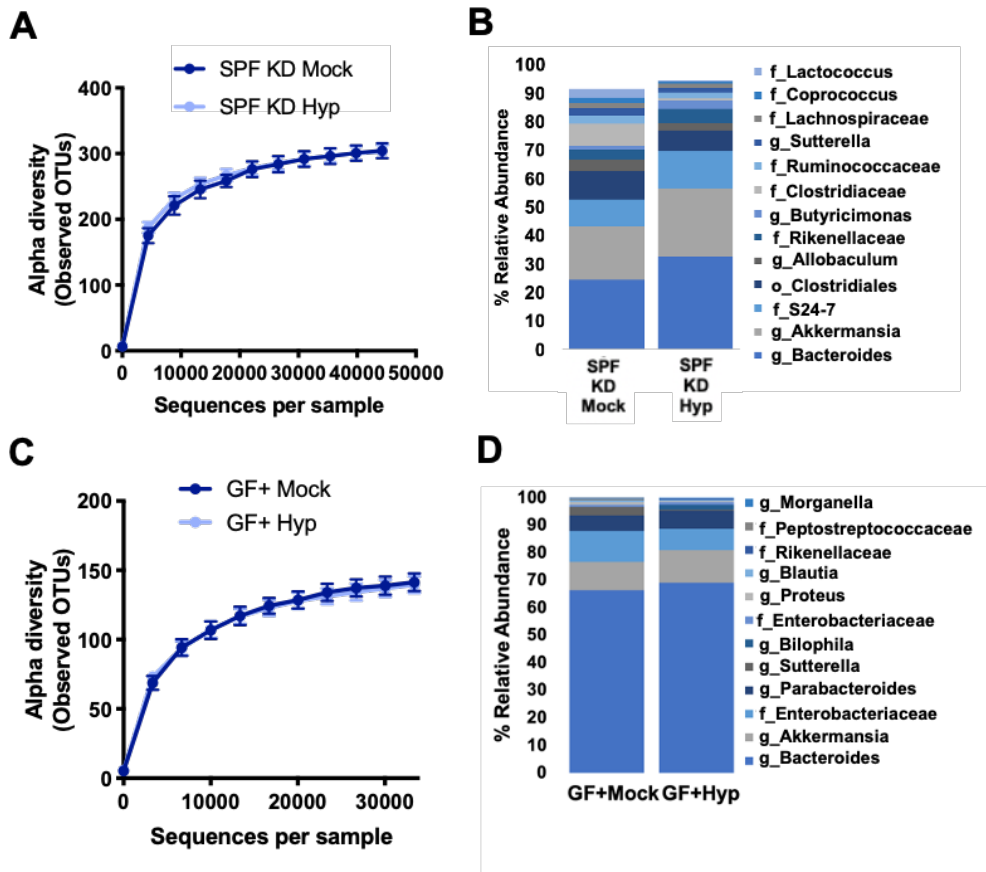 A
SPF KD Mock
SPF KD Hyp
Alpha diversity
(Observed OTUs)
400
300
200
100
0
0 10000 20000 30000 40000 50000
Sequences per sample
B
% Relative Abundance
100
90
80
70
60
50
40
30
20
10
0
SPF
KD
Mock
SPF
KD
Hyp
f_Lactococcus
f_Coprococcus
f_Lachnospiraceae
g_Sutterella
f_Ruminococcaceae
f_Clostridiaceae
g_Butyricimonas
f_Rikenellaceae
g_Allobaculum
o_Clostridiales
f_S24-7
g_Akkermansia
g_Bacteroides
C
GF+ Mock
GF+ Hyp
Alpha diversity
(Observed OTUs)
200
150
100
50
0
0 10000 20000 30000
Sequences per sample
D
% Relative Abundance
100
90
80
70
60
50
40
30
20
10
0
GF+Mock GF+Hyp
g_Morganella
f_Peptostreptococcaceae
f_Rikenellaceae
g_Blautia
g_Proteus
f_Enterobacteriaceae
g_Bilophila
g_Sutterella
g_Parabacteroides
f_Enterobacteriaceae
g_Akkermansia
g_Bacteroides